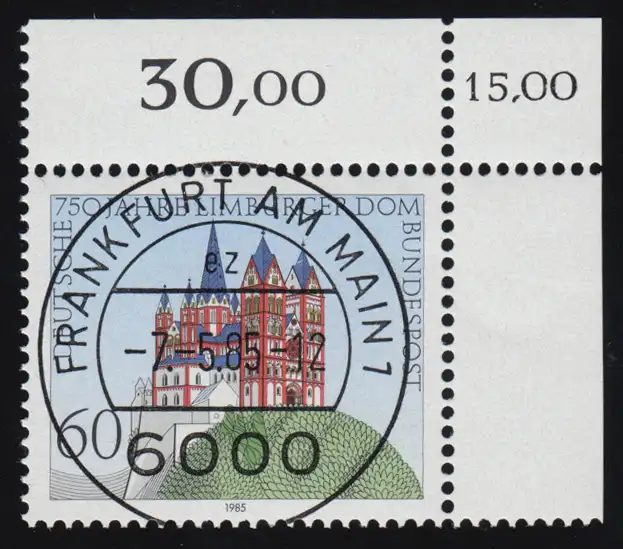 30,00
15,00
750 JAHRE LIMBURGER DOM
DEUTSCHE
BUNDESPOST
FRANKFURT AM MAIN 1
ez
-7.-5.85-12
6000
60
1985